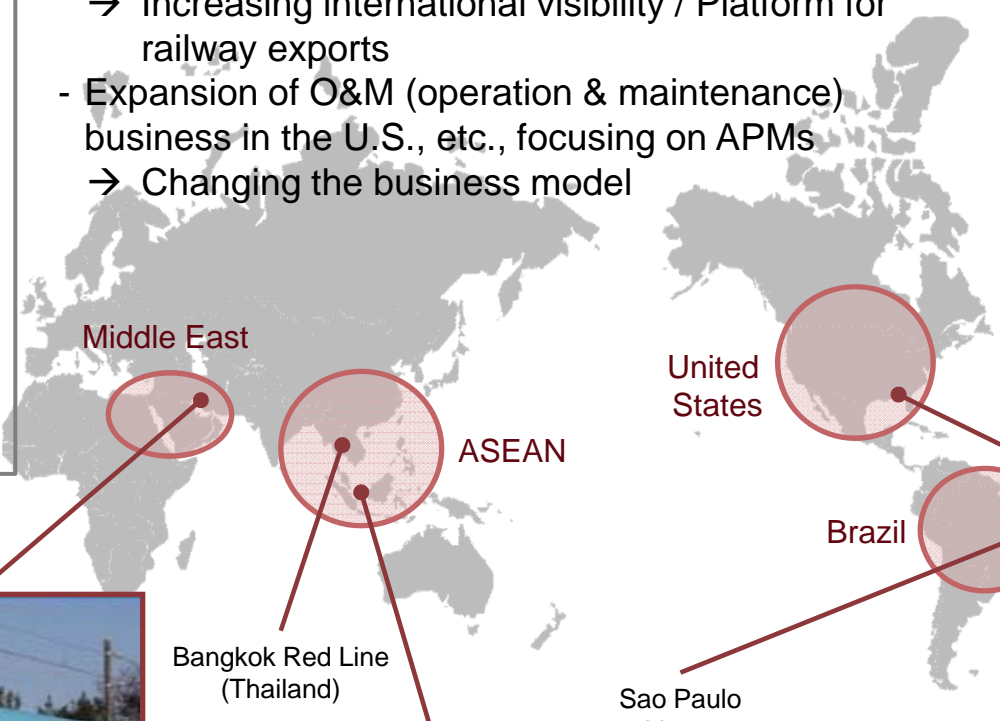 → Increasing international visibility / Platform for
railway exports
- Expansion of O&M (operation & maintenance)
business in the U.S., etc., focusing on APMs
→ Changing the business model
Middle East
United
States
ASEAN
Brazil
Bangkok Red Line
(Thailand)
Sao Paulo